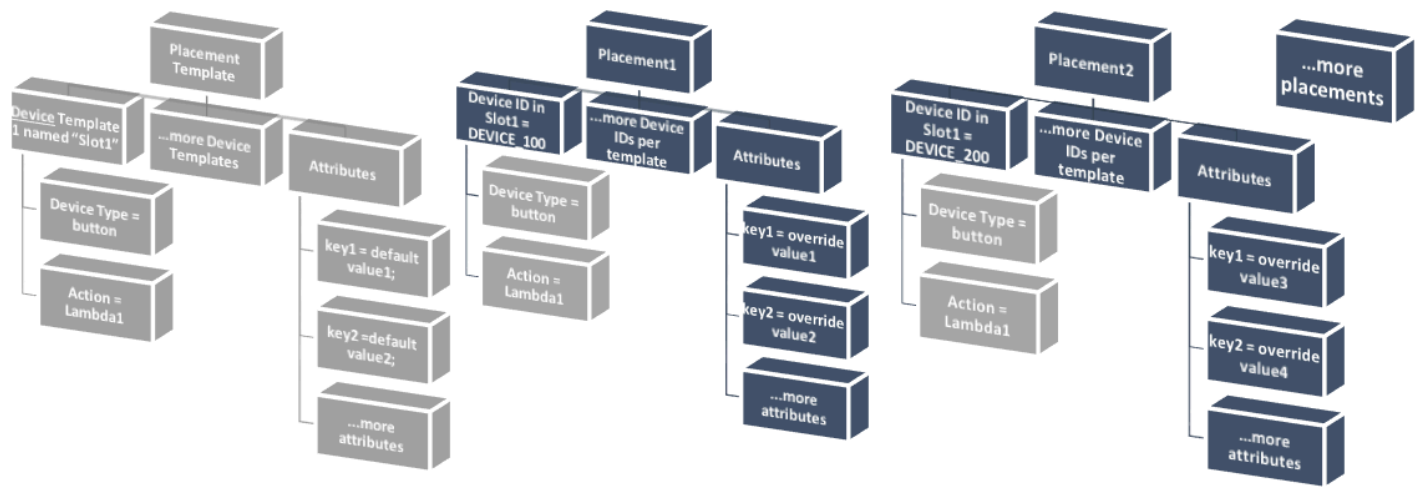 Placement
Template
Device Template
1 named “Slot1”
...more Device
Templates
Attributes
Device Type =
button
Action =
Lambda1
key1 = default
value1;
key2 =default
value2;
...more
attributes
Placement1
Device ID in
Slot1 =
DEVICE_100
...more Device
IDs per
template
Attributes
Device Type =
button
Action =
Lambda1
key1 = override
value1
key2 = override
value2
...more
attributes
Placement2
Device ID in
Slot1 =
DEVICE_200
...more Device
IDs per
template
Attributes
Device Type =
button
Action =
Lambda1
key1 = override
value3
key2 = override
value4
...more
attributes
...more
placements